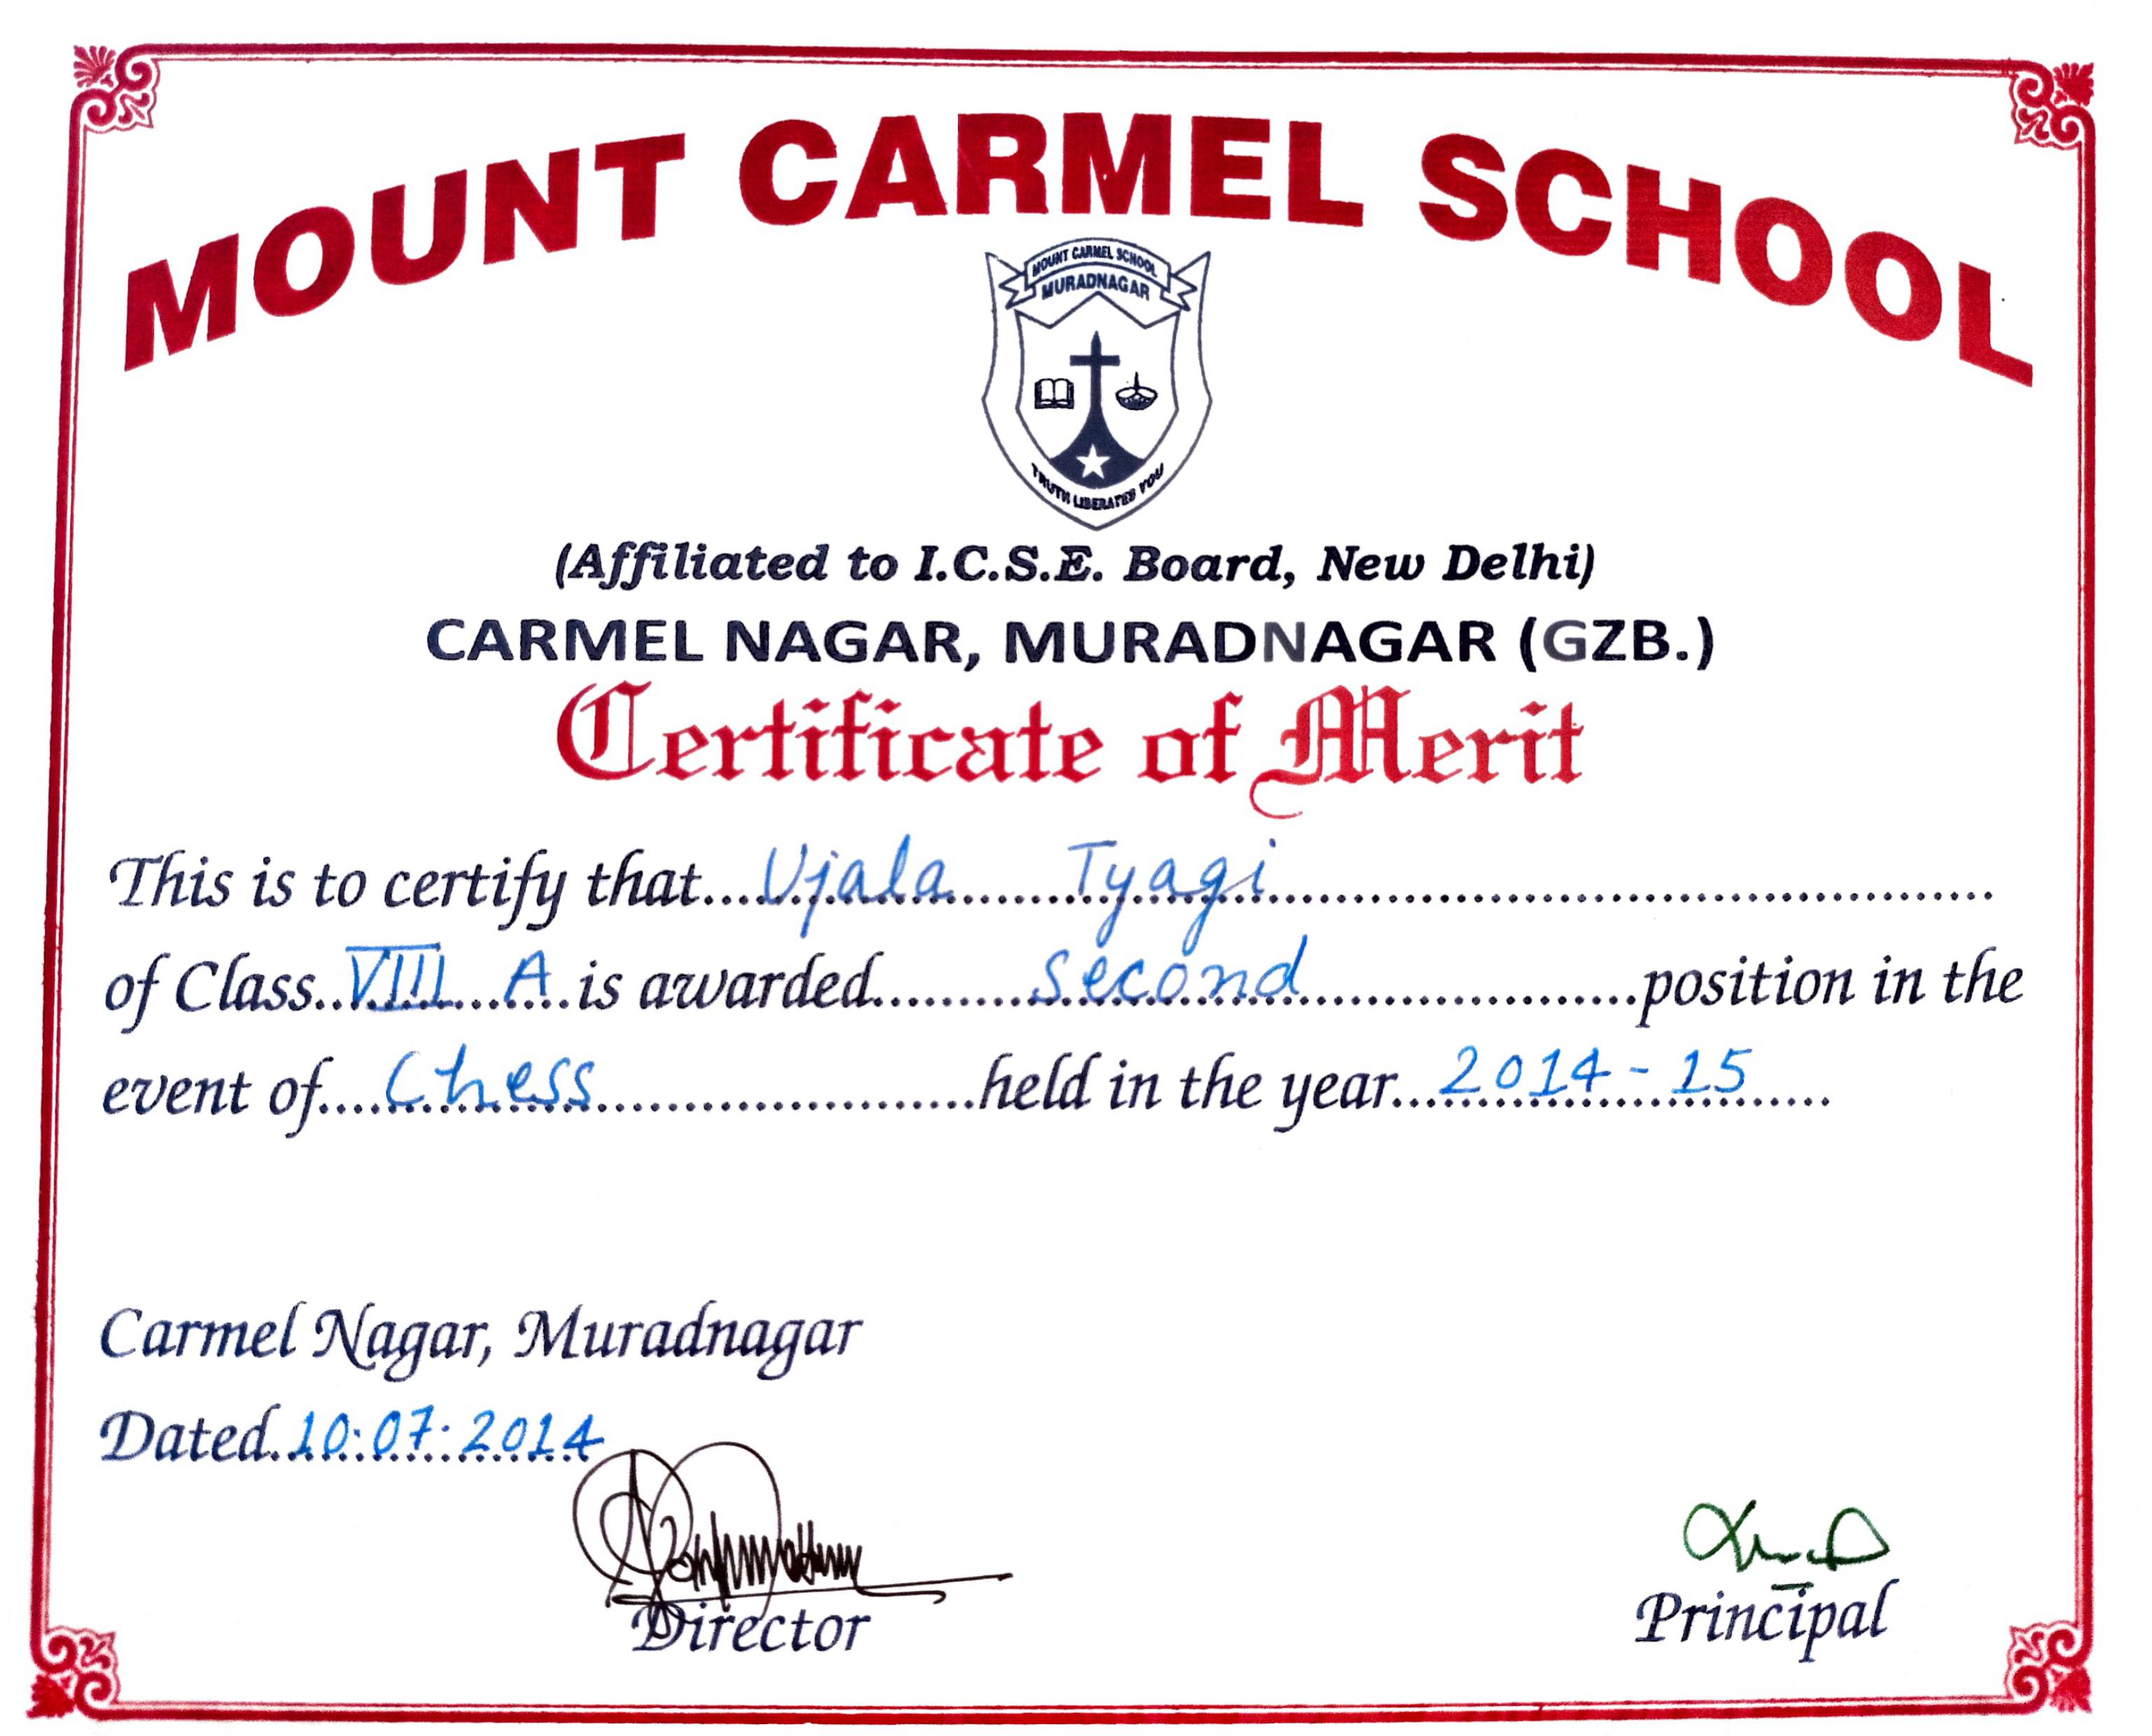 MOUNT CARMEL SCHOOL
MOUNT CARMEL SCHOOL
MURADNAGAR
TRUTH LIBERATES YOU
(Affiliated to I.C.S.E. Board, New Delhi)
CARMEL NAGAR, MURADNAGAR (GZB.)
Certificate of Merit
This is to certify that....Ujala Tyagi....
of Class..VIII A..is awarded....Second....position in the
event of....Chess....held in the year..2014-15....
Carmel Nagar, Muradnagar
Dated.10.07.2014
Director
Principal